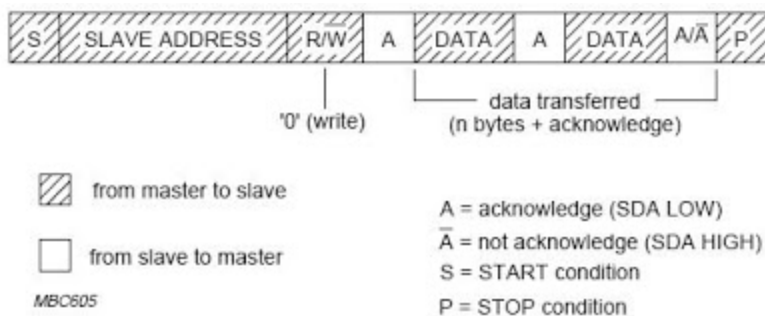 S SLAVE ADDRESS R/W̅ A DATA A DATA A/A̅ P
'0' (write)
data transferred
(n bytes + acknowledge)
from master to slave
from slave to master
MBC605
A = acknowledge (SDA LOW)
A̅ = not acknowledge (SDA HIGH)
S = START condition
P = STOP condition